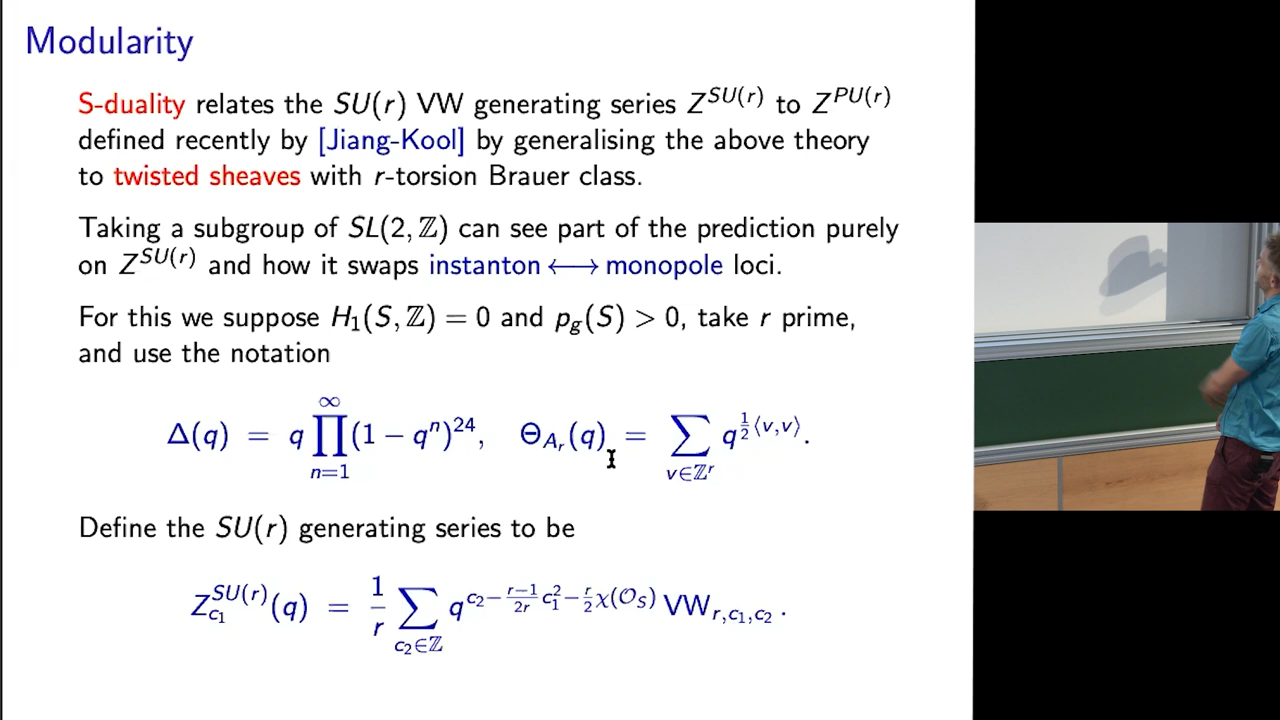 Modularity
S-duality relates the SU(r) VW generating series Z^{SU(r)} to Z^{PU(r)}
defined recently by [Jiang-Kool] by generalising the above theory
to twisted sheaves with r-torsion Brauer class.
Taking a subgroup of SL(2, ℤ) can see part of the prediction purely
on Z^{SU(r)} and how it swaps instanton ⟷ monopole loci.
For this we suppose H_1(S, ℤ) = 0 and p_g(S) > 0, take r prime,
and use the notation
Δ(q) = q ∏_{n=1}^{∞} (1 − q^n)^{24}, Θ_{A_r}(q) = ∑_{v∈ℤ^r} q^{\frac{1}{2}⟨v,v⟩}.
Define the SU(r) generating series to be
Z_{c_1}^{SU(r)}(q) = \frac{1}{r} ∑_{c_2∈ℤ} q^{c_2 − \frac{r−1}{2r} c_1^2 − \frac{r}{2} χ(𝒪_S)} VW_{r,c_1,c_2} .